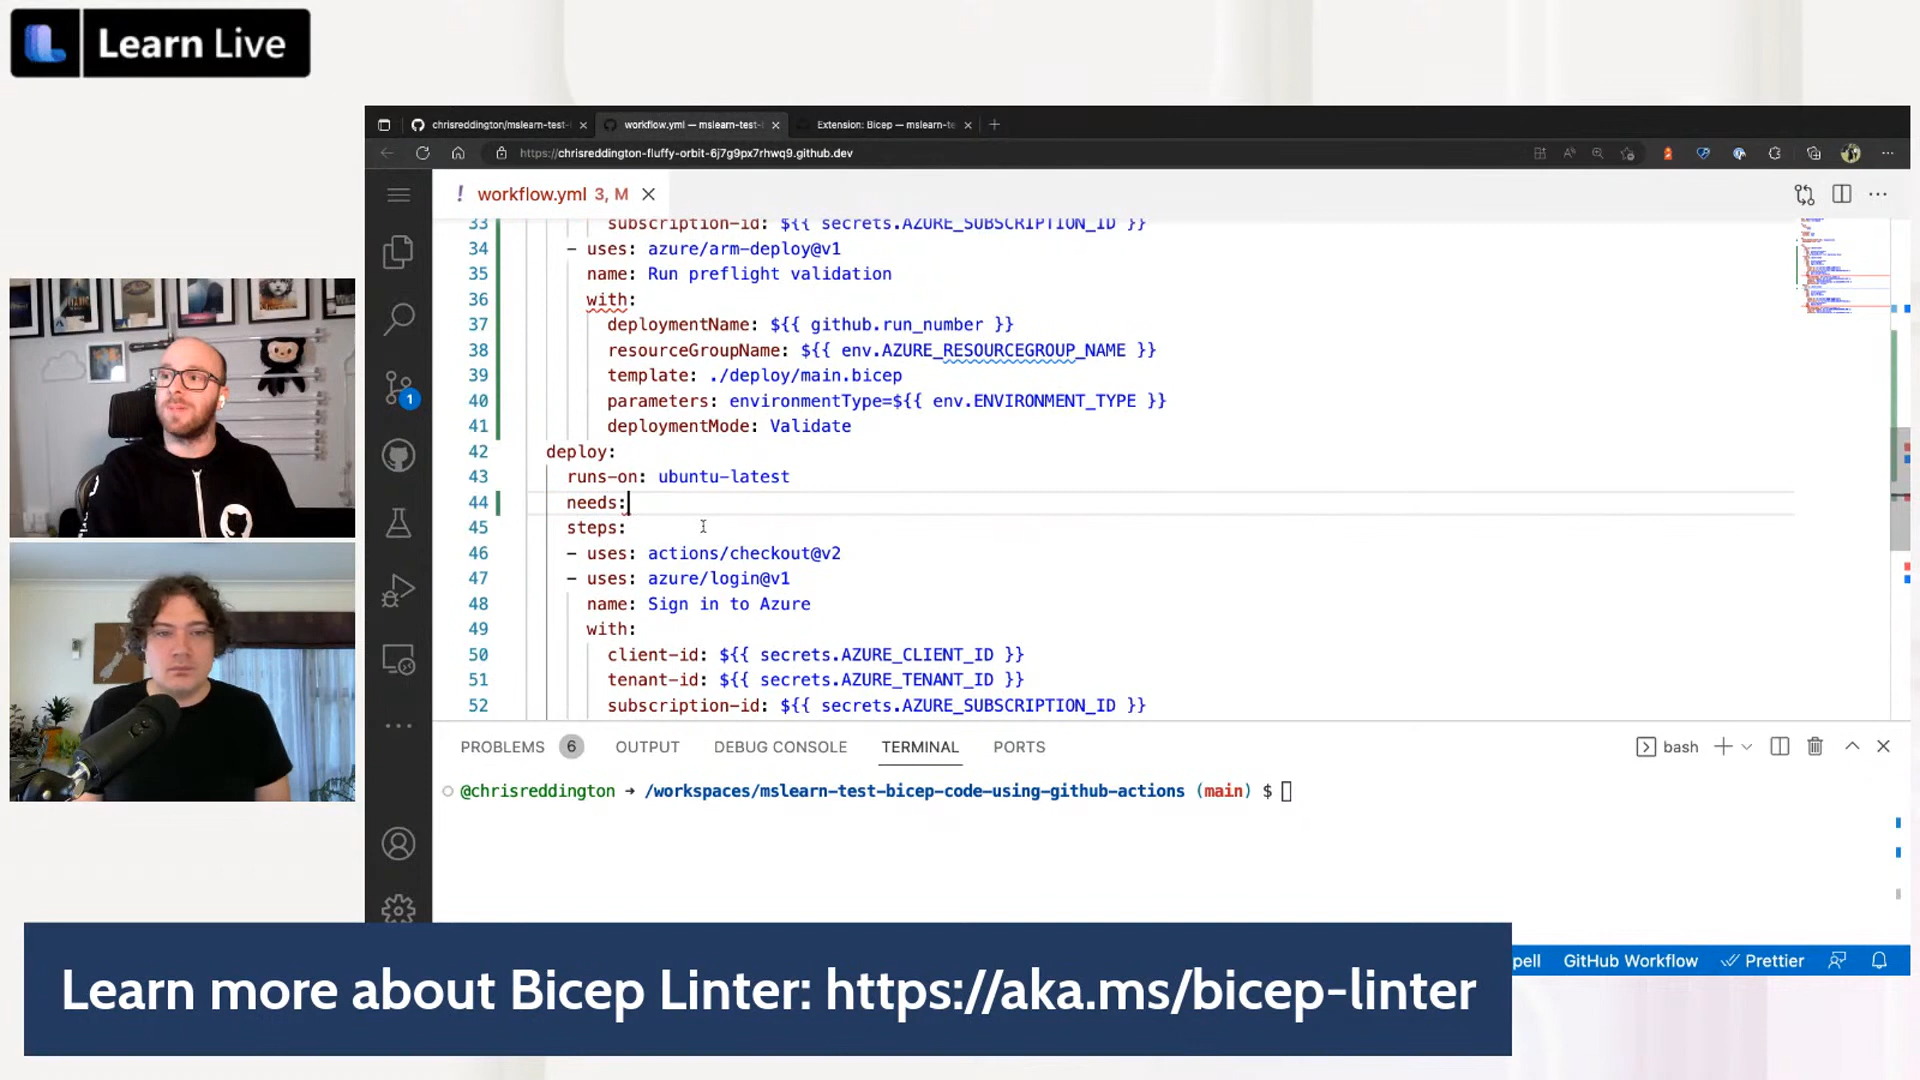 Learn Live
chrisreddington/mslearn-test-
workflow.yml — mslearn-test-
Extension: Bicep — mslearn-te
https://chrisreddington-fluffy-orbit-6j7g9px7rhwq9.github.dev
! workflow.yml 3, M
33 subscription-id: ${{ secrets.AZURE_SUBSCRIPTION_ID }}
34 - uses: azure/arm-deploy@v1
35 name: Run preflight validation
36 with:
37 deploymentName: ${{ github.run_number }}
38 resourceGroupName: ${{ env.AZURE_RESOURCEGROUP_NAME }}
39 template: ./deploy/main.bicep
40 parameters: environmentType=${{ env.ENVIRONMENT_TYPE }}
41 deploymentMode: Validate
42 deploy:
43 runs-on: ubuntu-latest
44 needs:
45 steps:
46 - uses: actions/checkout@v2
47 - uses: azure/login@v1
48 name: Sign in to Azure
49 with:
50 client-id: ${{ secrets.AZURE_CLIENT_ID }}
51 tenant-id: ${{ secrets.AZURE_TENANT_ID }}
52 subscription-id: ${{ secrets.AZURE_SUBSCRIPTION_ID }}
1
PROBLEMS 6 OUTPUT DEBUG CONSOLE TERMINAL PORTS bash
@chrisreddington → /workspaces/mslearn-test-bicep-code-using-github-actions (main) $
pell GitHub Workflow Prettier
Learn more about Bicep Linter: https://aka.ms/bicep-linter